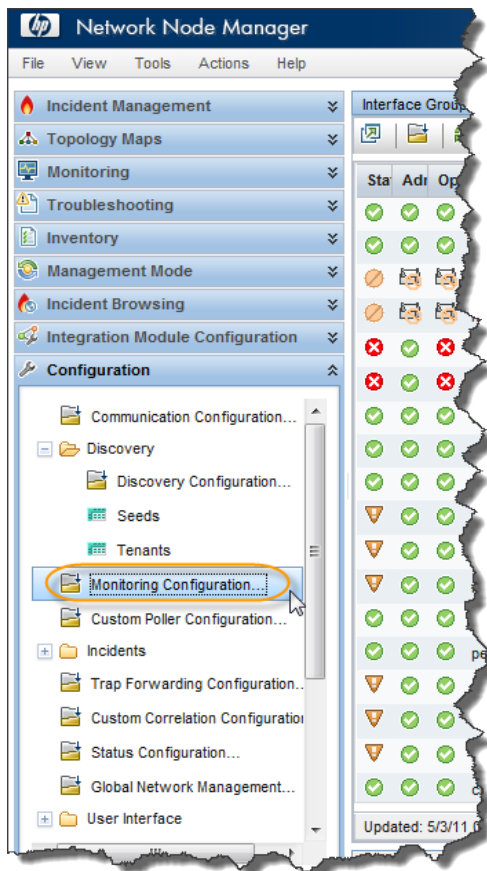 hp Network Node Manager
File View Tools Actions Help
Incident Management
Topology Maps
Monitoring
Troubleshooting
Inventory
Management Mode
Incident Browsing
Integration Module Configuration
Configuration
Communication Configuration...
Discovery
Discovery Configuration...
Seeds
Tenants
Monitoring Configuration...
Custom Poller Configuration...
Incidents
Trap Forwarding Configuration..
Custom Correlation Configuration
Status Configuration...
Global Network Management...
User Interface
Interface Group
Sta Adr Op
pe
c
Updated: 5/3/11